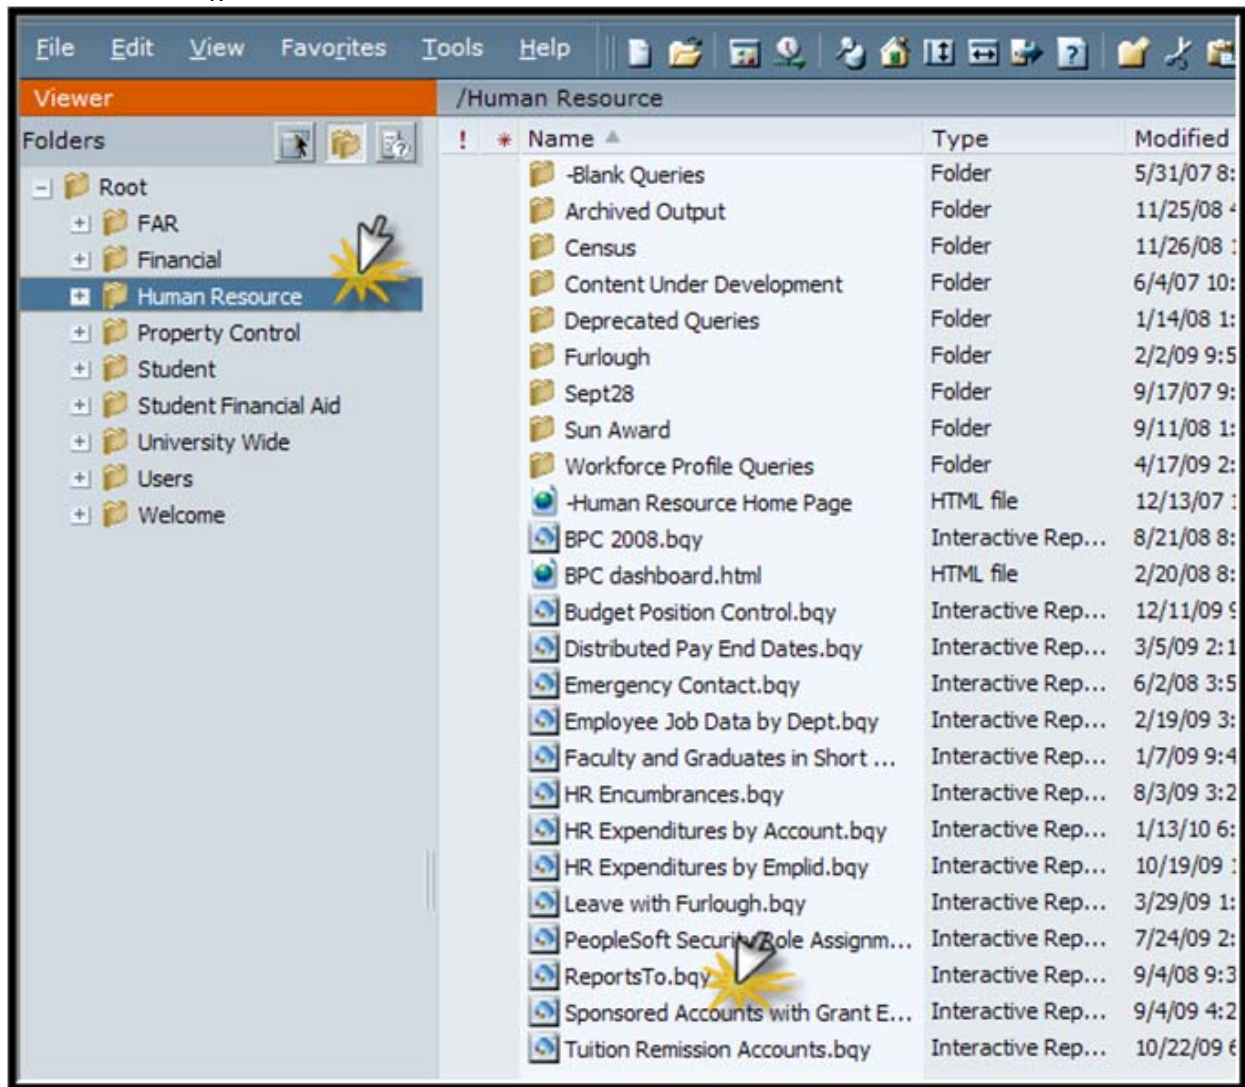 File Edit View Favorites Tools Help
Viewer /Human Resource
Folders ! * Name Type Modified
Root
FAR
Financial
Human Resource
Property Control
Student
Student Financial Aid
University Wide
Users
Welcome
-Blank Queries Folder 5/31/07 8:
Archived Output Folder 11/25/08
Census Folder 11/26/08
Content Under Development Folder 6/4/07 10:
Deprecated Queries Folder 1/14/08 1:
Furlough Folder 2/2/09 9:5
Sept28 Folder 9/17/07 9:
Sun Award Folder 9/11/08 1:
Workforce Profile Queries Folder 4/17/09 2:
-Human Resource Home Page HTML file 12/13/07
BPC 2008.bqy Interactive Rep... 8/21/08 8:
BPC dashboard.html HTML file 2/20/08 8:
Budget Position Control.bqy Interactive Rep... 12/11/09
Distributed Pay End Dates.bqy Interactive Rep... 3/5/09 2:1
Emergency Contact.bqy Interactive Rep... 6/2/08 3:5
Employee Job Data by Dept.bqy Interactive Rep... 2/19/09 3:
Faculty and Graduates in Short ... Interactive Rep... 1/7/09 9:4
HR Encumbrances.bqy Interactive Rep... 8/3/09 3:2
HR Expenditures by Account.bqy Interactive Rep... 1/13/10 6:
HR Expenditures by Emplid.bqy Interactive Rep... 10/19/09
Leave with Furlough.bqy Interactive Rep... 3/29/09 1:
PeopleSoft Security Role Assignm... Interactive Rep... 7/24/09 2:
ReportsTo.bqy Interactive Rep... 9/4/08 9:3
Sponsored Accounts with Grant E... Interactive Rep... 9/4/09 4:2
Tuition Remission Accounts.bqy Interactive Rep... 10/22/09